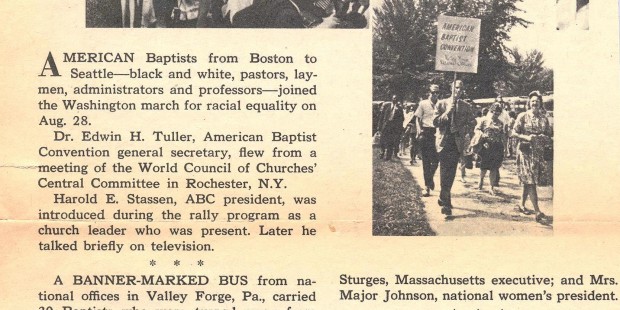 AMERICAN
BAPTIST
CONVENTION
AMERICAN Baptists from Boston to
Seattle—black and white, pastors, lay-
men, administrators and professors—joined
the Washington march for racial equality on
Aug. 28.
Dr. Edwin H. Tuller, American Baptist
Convention general secretary, flew from a
meeting of the World Council of Churches'
Central Committee in Rochester, N.Y.
Harold E. Stassen, ABC president, was
introduced during the rally program as a
church leader who was present. Later he
talked briefly on television.
* * *
A BANNER-MARKED BUS from na-
tional offices in Valley Forge, Pa., carried
30 Baptists who were
Sturges, Massachusetts executive; and Mrs.
Major Johnson, national women's president.